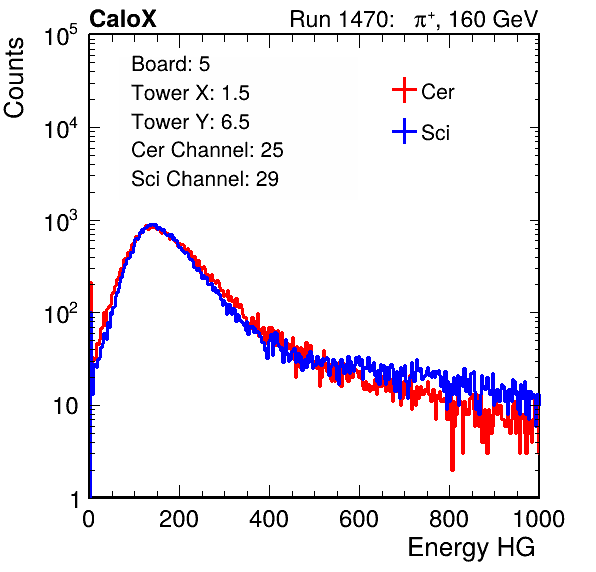 CaloX Run 1470: π⁺, 160 GeV
Counts
Board: 5
Tower X: 1.5
Tower Y: 6.5
Cer Channel: 25
Sci Channel: 29
Cer
Sci
10⁵
10⁴
10³
10²
10
1
0 200 400 600 800 1000
Energy HG